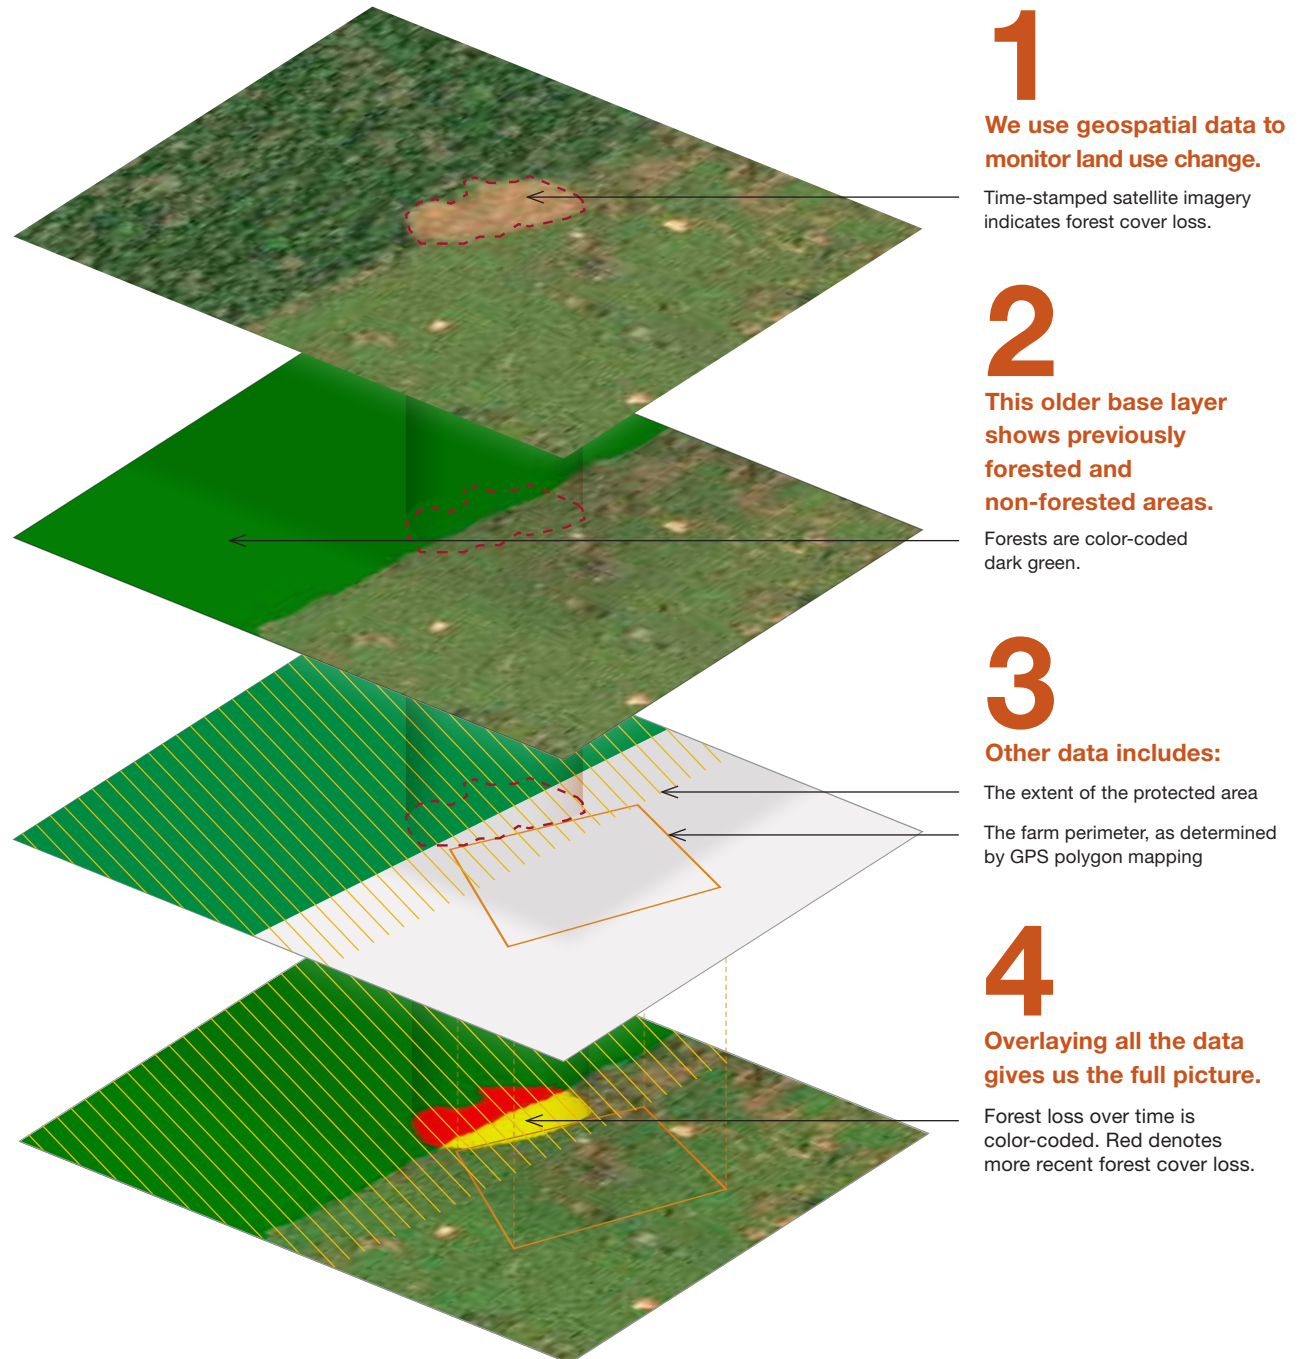 1
We use geospatial data to
monitor land use change.
Time-stamped satellite imagery
indicates forest cover loss.
2
This older base layer
shows previously
forested and
non-forested areas.
Forests are color-coded
dark green.
3
Other data includes:
The extent of the protected area
The farm perimeter, as determined
by GPS polygon mapping
4
Overlaying all the data
gives us the full picture.
Forest loss over time is
color-coded. Red denotes
more recent forest cover loss.